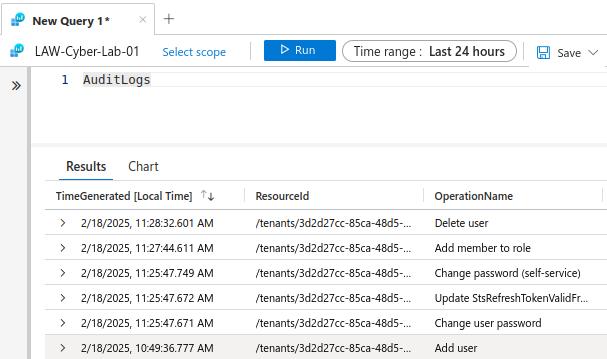 New Query 1*
LAW-Cyber-Lab-01 Select scope Run Time range : Last 24 hours Save
1 AuditLogs
Results Chart
TimeGenerated [Local Time] ResourceId OperationName
2/18/2025, 11:28:32.601 AM /tenants/3d2d27cc-85ca-48d5-... Delete user
2/18/2025, 11:27:44.611 AM /tenants/3d2d27cc-85ca-48d5-... Add member to role
2/18/2025, 11:25:47.749 AM /tenants/3d2d27cc-85ca-48d5-... Change password (self-service)
2/18/2025, 11:25:47.672 AM /tenants/3d2d27cc-85ca-48d5-... Update StsRefreshTokenValidFr...
2/18/2025, 11:25:47.671 AM /tenants/3d2d27cc-85ca-48d5-... Change user password
2/18/2025, 10:49:36.777 AM /tenants/3d2d27cc-85ca-48d5-... Add user